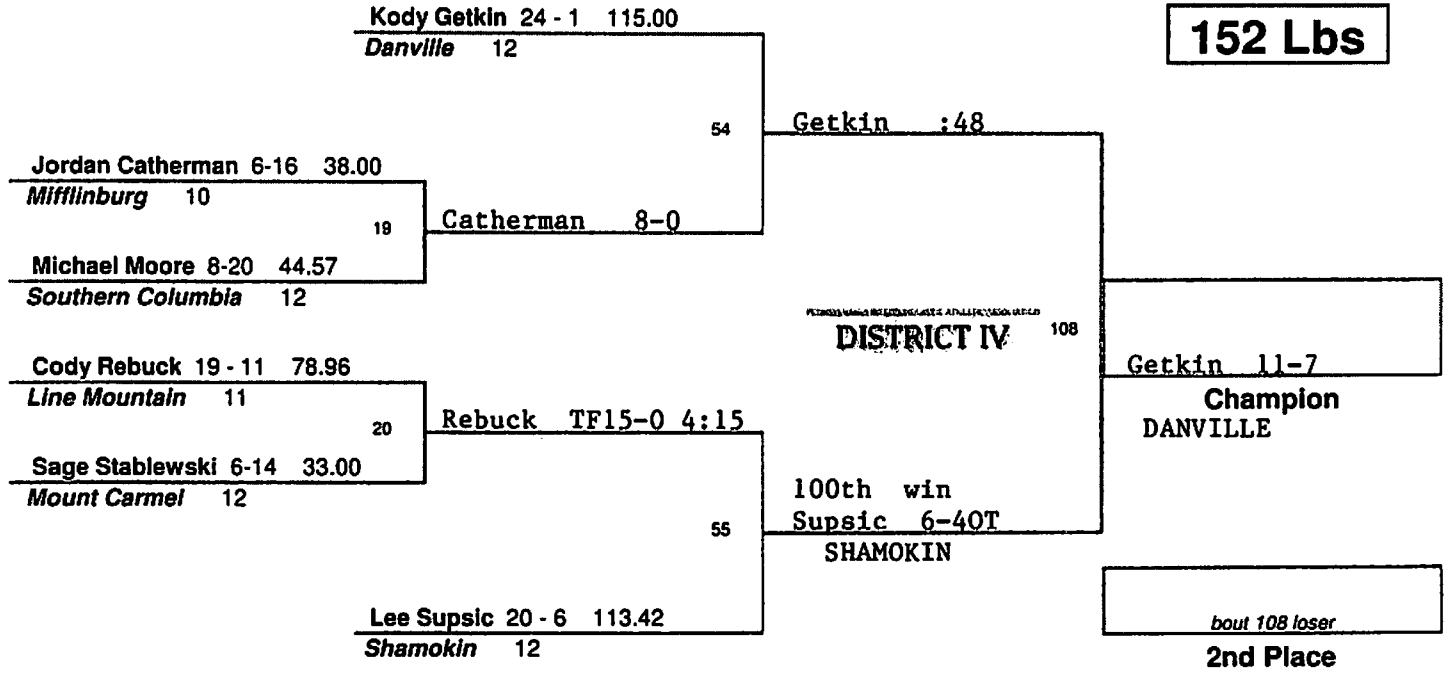 Kody Getkin 24 - 1 115.00
152 Lbs
Danville 12
54
Getkin :48
Jordan Catherman 6-16 38.00
Mifflinburg 10
19
Catherman 8-0
Michael Moore 8-20 44.57
Southern Columbia 12
DISTRICT IV
108
Cody Rebuck 19 - 11 78.96
Line Mountain 11
Getkin 11-7
Champion
DANVILLE
20
Rebuck TF15-0 4:15
Sage Stablewski 6-14 33.00
Mount Carmel 12
100th win
55
Supsic 6-4OT
SHAMOKIN
Lee Supsic 20 - 6 113.42
Shamokin 12
bout 108 loser
2nd Place